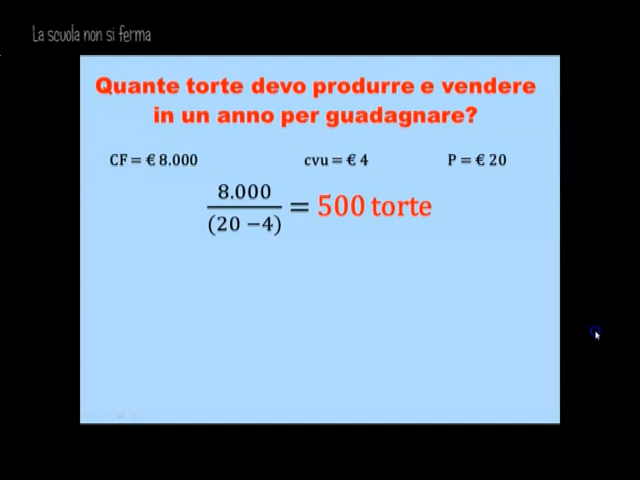 La scuola non si ferma
Quante torte devo produrre e vendere
in un anno per guadagnare?
CF = € 8.000 cvu = € 4 P = € 20
8.000
(20 −4)
= 500 torte